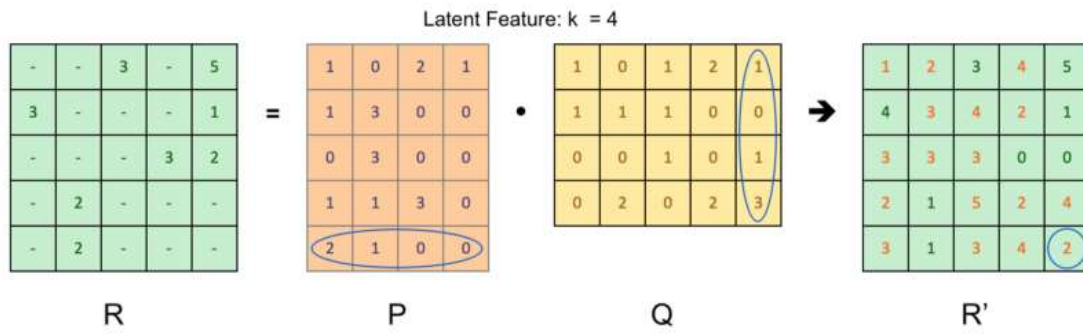 Latent Feature: k = 4
- - 3 - 5 1 0 2 1 1 0 1 2 1 1 2 3 4 5
3 - - - 1 = 1 3 0 0 • 1 1 1 0 0 ➔ 4 3 4 2 1
- - - 3 2 0 3 0 0 0 0 1 0 1 3 3 3 0 0
- 2 - - - 1 1 3 0 0 2 0 2 3 2 1 5 2 4
- 2 - - - 2 1 0 0 3 1 3 4 2
R P Q R'